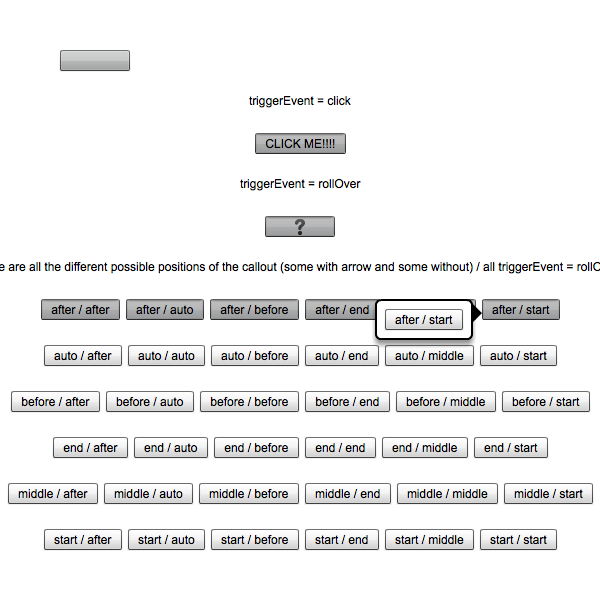 triggerEvent = click
CLICK ME!!!!
triggerEvent = rollOver
?
are all the different possible positions of the callout (some with arrow and some without) / all triggerEvent =
after / after after / auto after / before after / end after / start after / start
auto / after auto / auto auto / before auto / end auto / middle auto / start
before / after before / auto before / before before / end before / middle before / start
end / after end / auto end / before end / end end / middle end / start
middle / after middle / auto middle / before middle / end middle / middle middle / start
start / after start / auto start / before start / end start / middle start / start